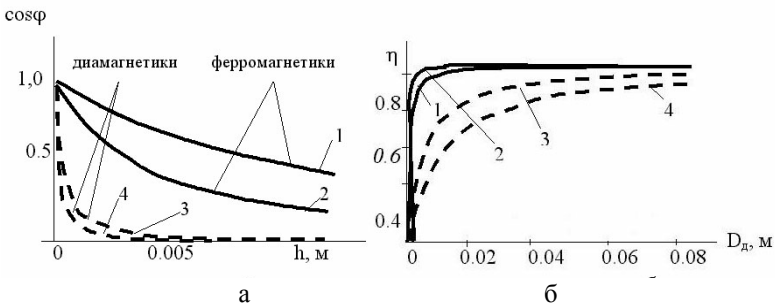 cosφ
диамагнетики
ферромагнетики
1,0
0.5
1
2
4
3
0
0.005
h, м
а
η
0.8
0.6
0.4
1
2
3
4
0
0.02
0.04
0.06
0.08
Dд, м
б